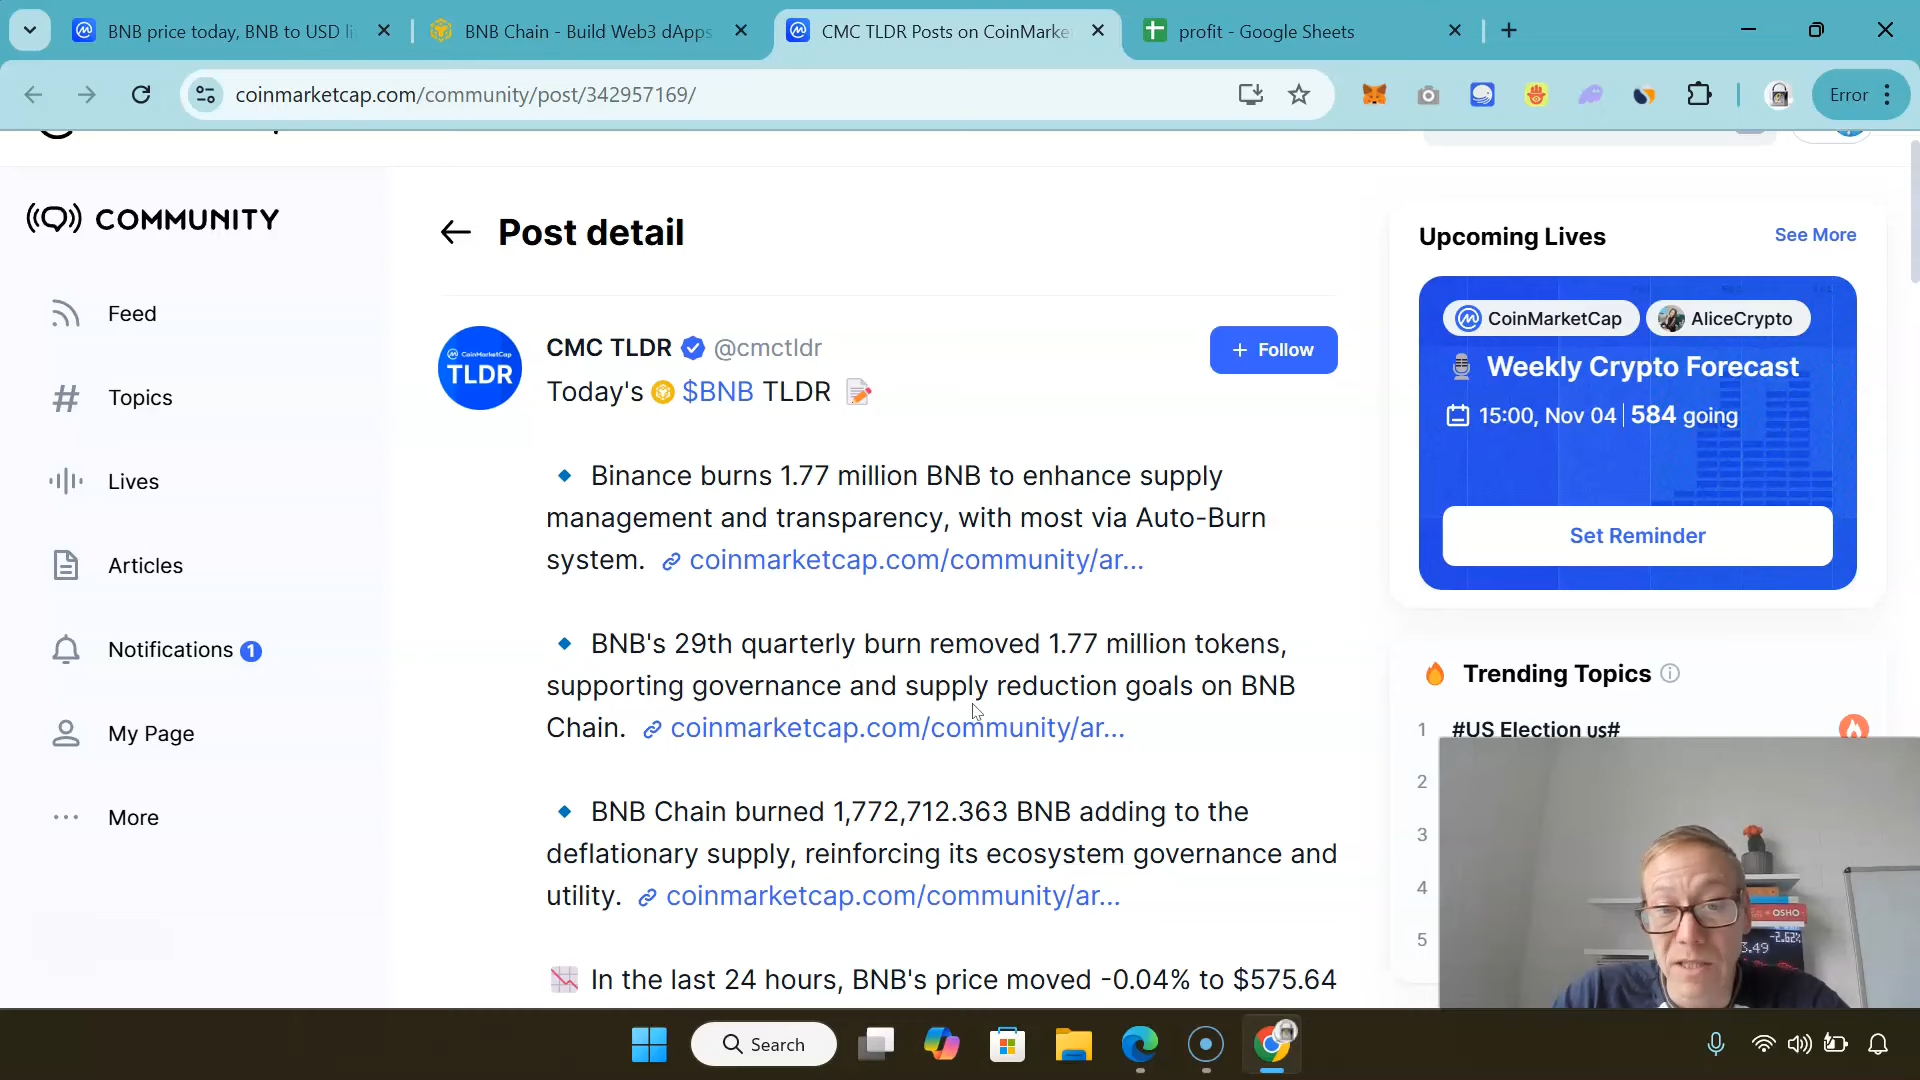 BNB price today, BNB to USD li
BNB Chain - Build Web3 dApps
CMC TLDR Posts on CoinMarke
profit - Google Sheets
coinmarketcap.com/community/post/342957169/
Error
COMMUNITY
Feed
Topics
Lives
Articles
Notifications 1
My Page
More
Post detail
CoinMarketCap
TLDR
CMC TLDR @cmctldr
+ Follow
Today's $BNB TLDR
Binance burns 1.77 million BNB to enhance supply
management and transparency, with most via Auto-Burn
system. coinmarketcap.com/community/ar...
BNB's 29th quarterly burn removed 1.77 million tokens,
supporting governance and supply reduction goals on BNB
Chain. coinmarketcap.com/community/ar...
BNB Chain burned 1,772,712.363 BNB adding to the
deflationary supply, reinforcing its ecosystem governance and
utility. coinmarketcap.com/community/ar...
In the last 24 hours, BNB's price moved -0.04% to $575.64
Upcoming Lives
See More
CoinMarketCap
AliceCrypto
Weekly Crypto Forecast
15:00, Nov 04 | 584 going
Set Reminder
Trending Topics
1 #US Election us#
2
3
4
5
OSHO
-2.62%
3.49
Search